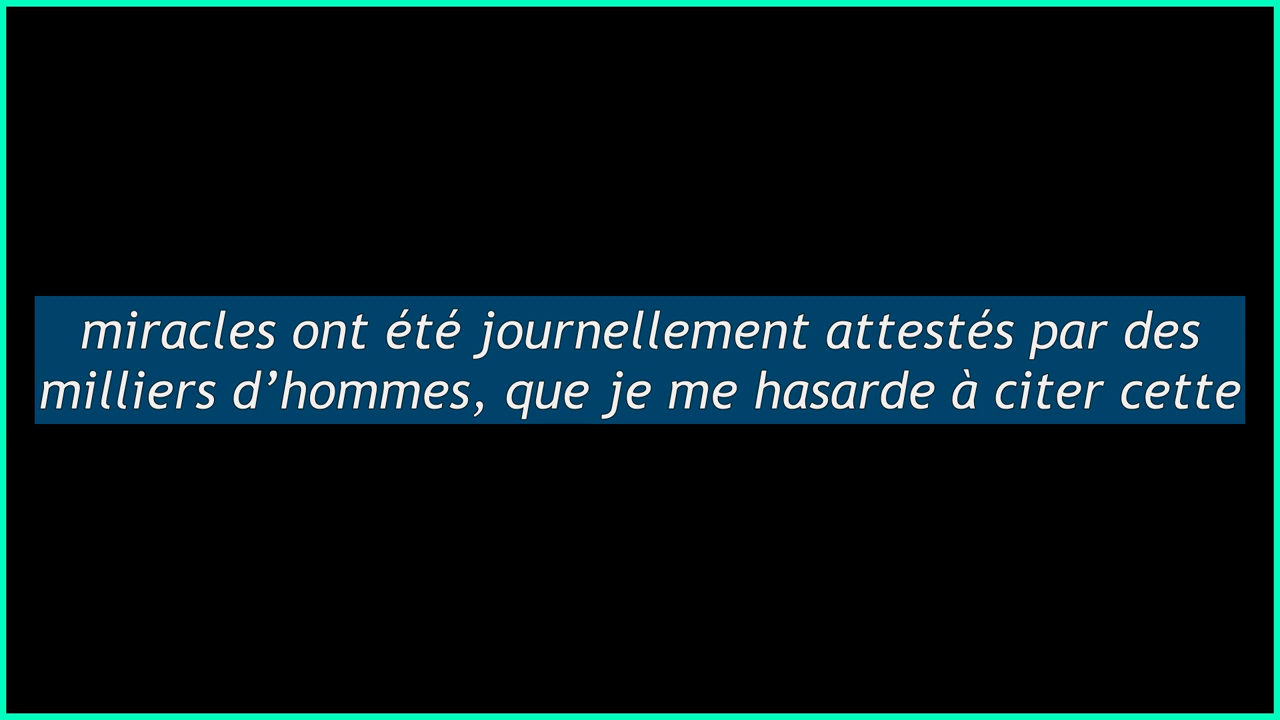 miracles ont été journellement attestés par des
milliers d’hommes, que je me hasarde à citer cette